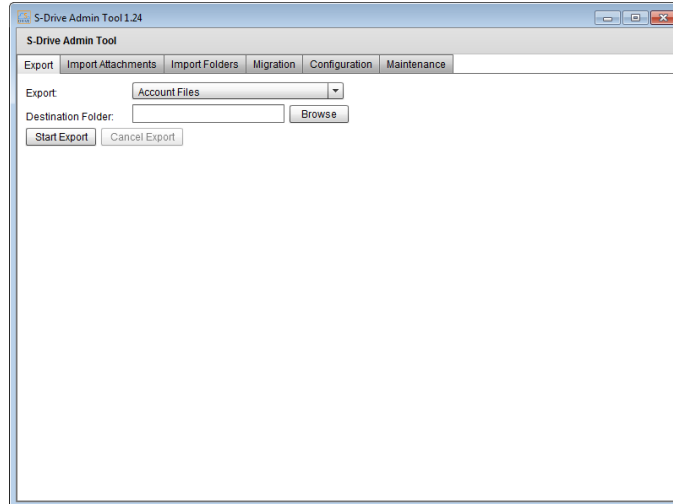 S-Drive Admin Tool 1.24
S-Drive Admin Tool
Export Import Attachments Import Folders Migration Configuration Maintenance
Export: Account Files
Destination Folder: Browse
Start Export Cancel Export